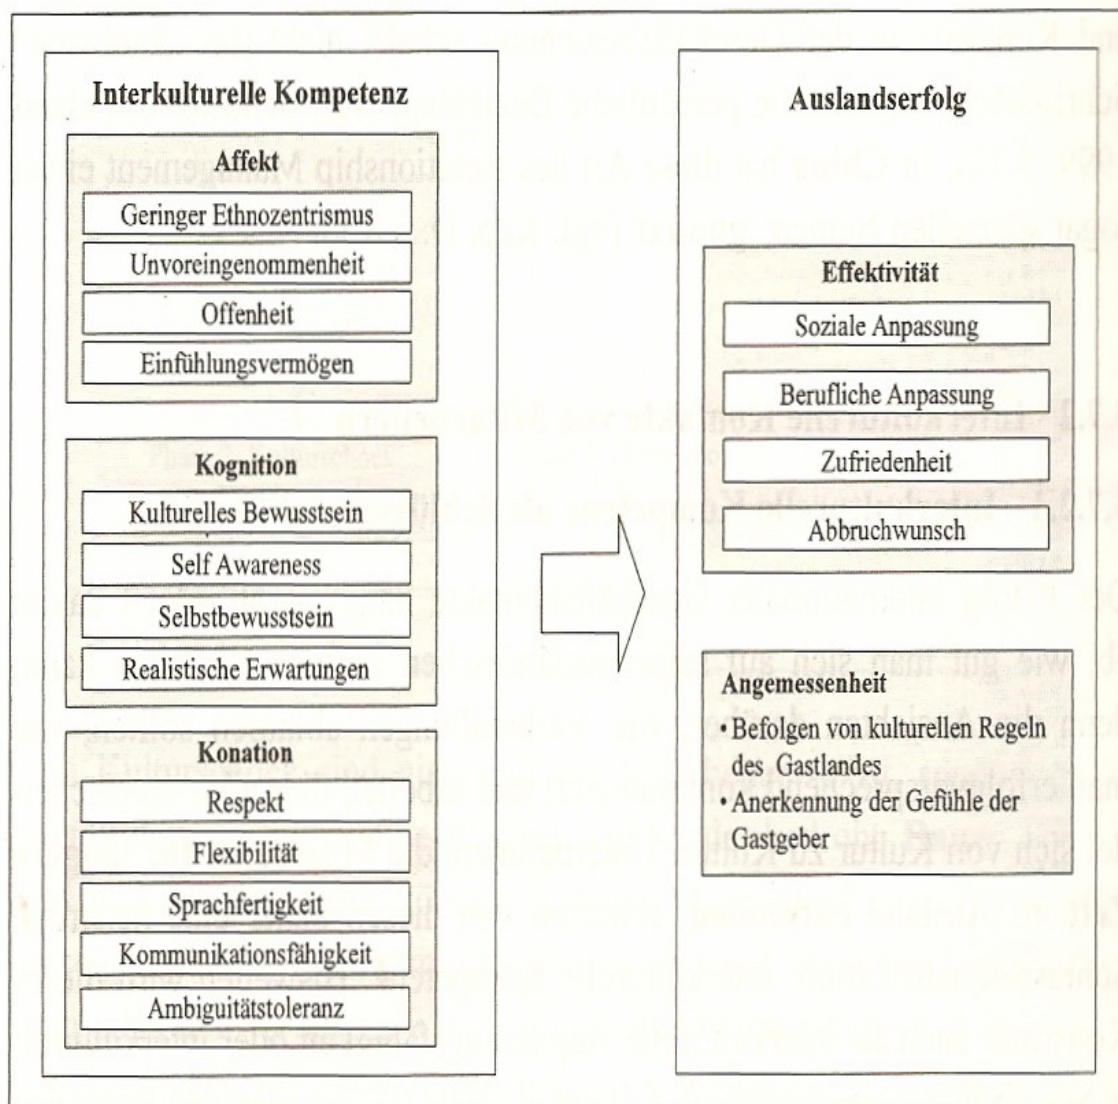 Interkulturelle Kompetenz
Affekt
Geringer Ethnozentrismus
Unvoreingenommenheit
Offenheit
Einfühlungsvermögen
Kognition
Kulturelles Bewusstsein
Self Awareness
Selbstbewusstsein
Realistische Erwartungen
Konation
Respekt
Flexibilität
Sprachfertigkeit
Kommunikationsfähigkeit
Ambiguitätstoleranz
Auslandserfolg
Effektivität
Soziale Anpassung
Berufliche Anpassung
Zufriedenheit
Abbruchwunsch
Angemessenheit
• Befolgen von kulturellen Regeln
des Gastlandes
• Anerkennung der Gefühle der
Gastgeber